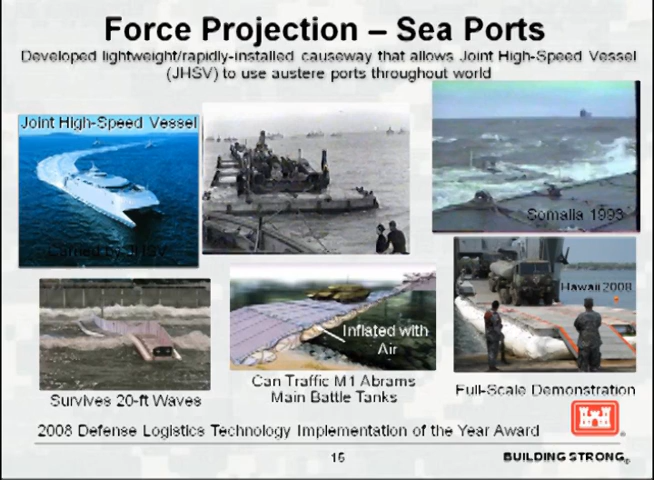 Force Projection – Sea Ports
Developed lightweight/rapidly-installed causeway that allows Joint High-Speed Vessel
(JHSV) to use austere ports throughout world
Joint High-Speed Vessel
Carried by JHSV
Somalia 1993
Hawaii 2008
Inflated with
Air
Survives 20-ft Waves
Can Traffic M1 Abrams
Main Battle Tanks
Full-Scale Demonstration
2008 Defense Logistics Technology Implementation of the Year Award
15
BUILDING STRONG®